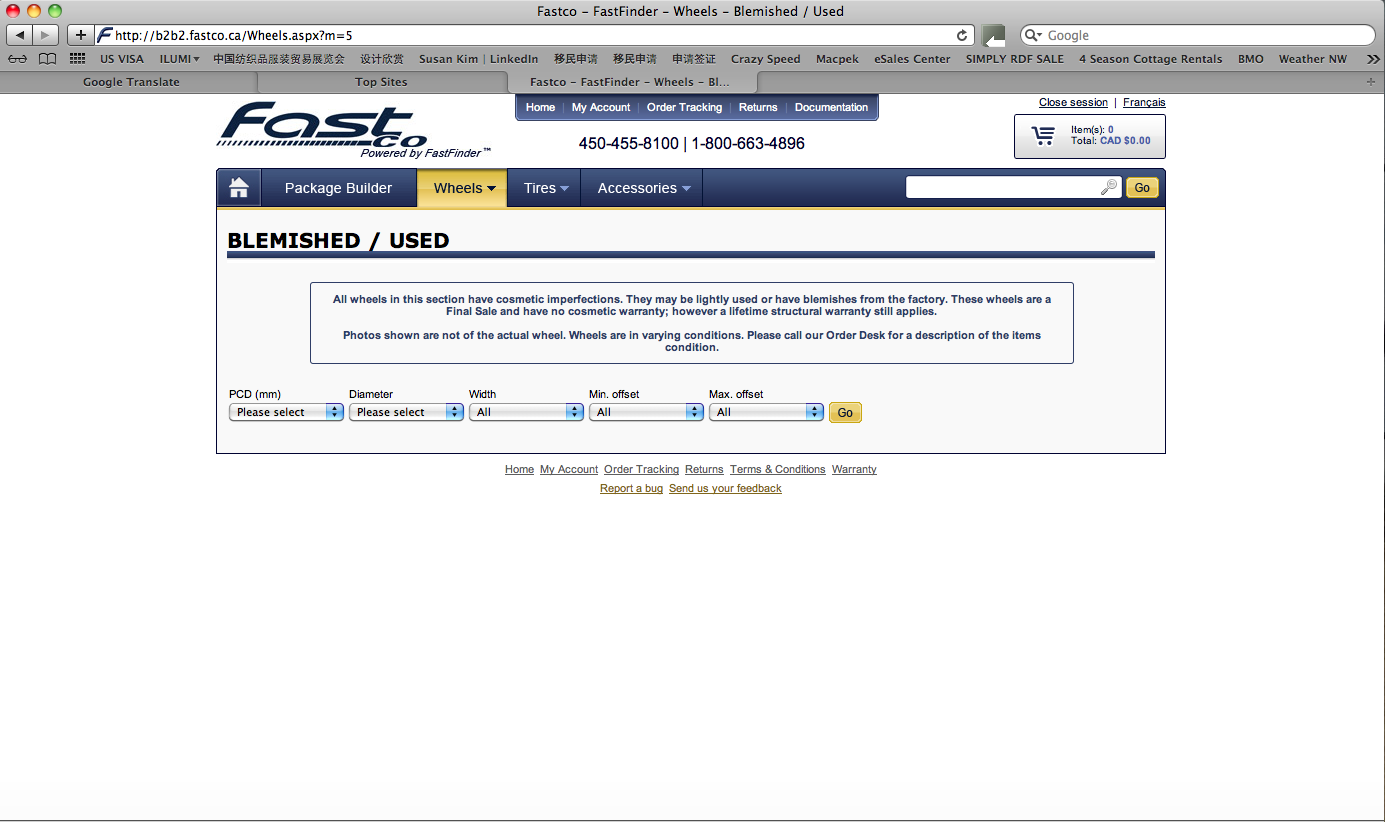 Fastco – FastFinder – Wheels – Blemished / Used
http://b2b2.fastco.ca/Wheels.aspx?m=5
Google
US VISA ILUMI 中国纺织品服装贸易展览会 设计欣赏 Susan Kim | LinkedIn 移民申请 移民申请 申请签证 Crazy Speed Macpek eSales Center SIMPLY RDF SALE 4 Season Cottage Rentals BMO Weather NW
Google Translate Top Sites Fastco – FastFinder – Wheels – Bl...
Home My Account Order Tracking Returns Documentation
Close session | Français
Fastco
Powered by FastFinder™
450-455-8100 | 1-800-663-4896
Item(s): 0
Total: CAD $0.00
Package Builder Wheels Tires Accessories Go
BLEMISHED / USED
All wheels in this section have cosmetic imperfections. They may be lightly used or have blemishes from the factory. These wheels are a
Final Sale and have no cosmetic warranty; however a lifetime structural warranty still applies.
Photos shown are not of the actual wheel. Wheels are in varying conditions. Please call our Order Desk for a description of the items
condition.
PCD (mm) Diameter Width Min. offset Max. offset
Please select Please select All All All Go
Home My Account Order Tracking Returns Terms & Conditions Warranty
Report a bug Send us your feedback